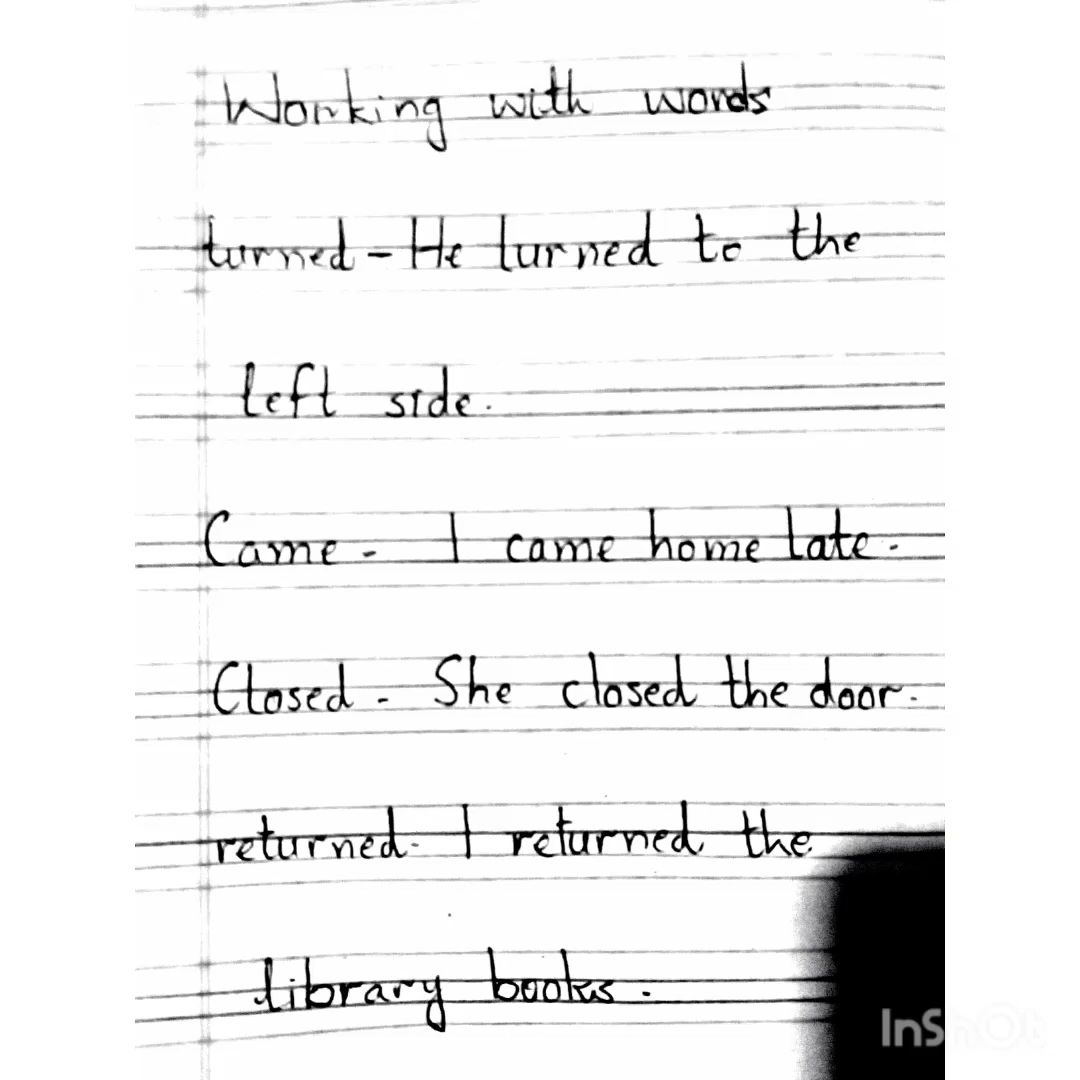 Working with words
turned - He turned to the
left side.
Came - I came home late.
Closed - She closed the door.
returned - I returned the
library books.
InShOt